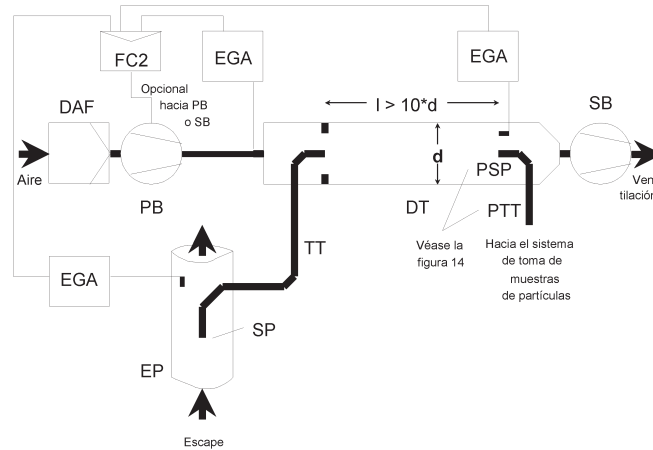 FC2
EGA
EGA
Opcional
hacia PB
o SB
DAF
l > 10*d
SB
d
Aire
PB
PSP
DT
PTT
Ven
tilación
Véase la
figura 14
Hacia el sistema
de toma de
muestras
de partículas
TT
EGA
SP
EP
Escape